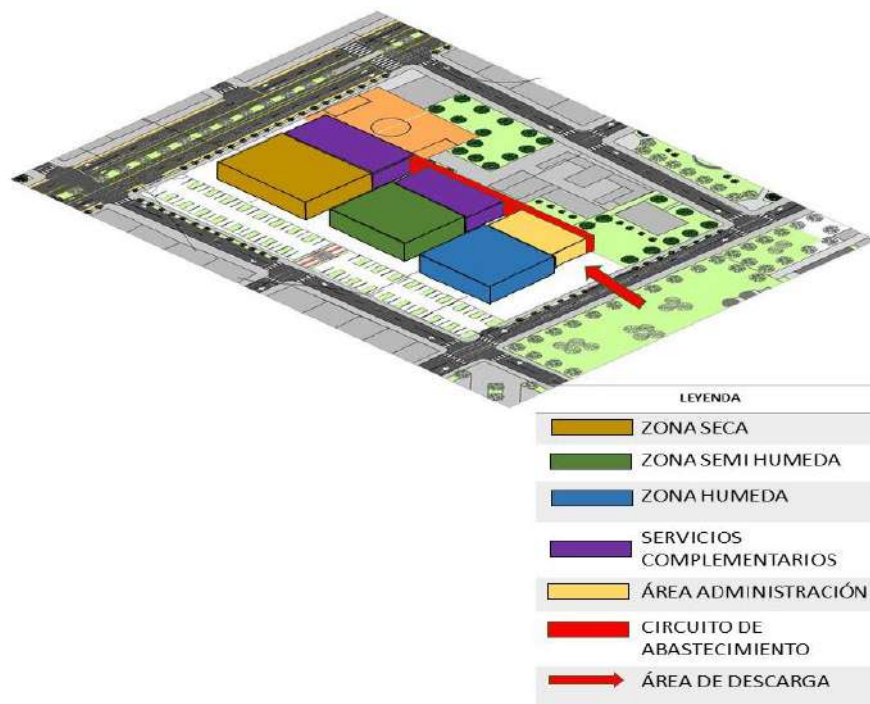 LEYENDA
ZONA SECA
ZONA SEMI HUMEDA
ZONA HUMEDA
SERVICIOS
COMPLEMENTARIOS
ÁREA ADMINISTRACIÓN
CIRCUITO DE
ABASTECIMIENTO
ÁREA DE DESCARGA